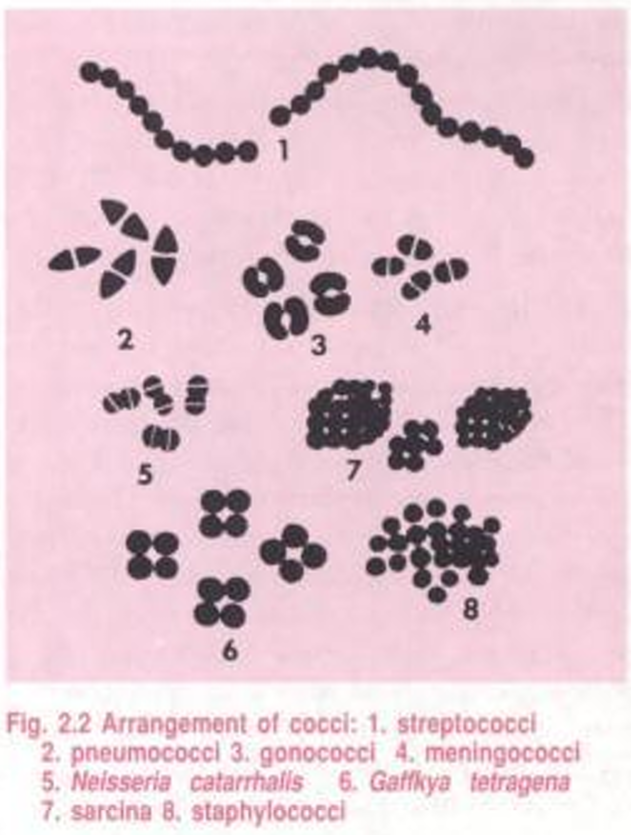 1
2
3
4
5
7
6
8
Fig. 2.2 Arrangement of cocci: 1. streptococci
2. pneumococci 3. gonococci 4. meningococci
5. Neisseria catarrhalis 6. Gaffkya tetragena
7. sarcina 8. staphylococci